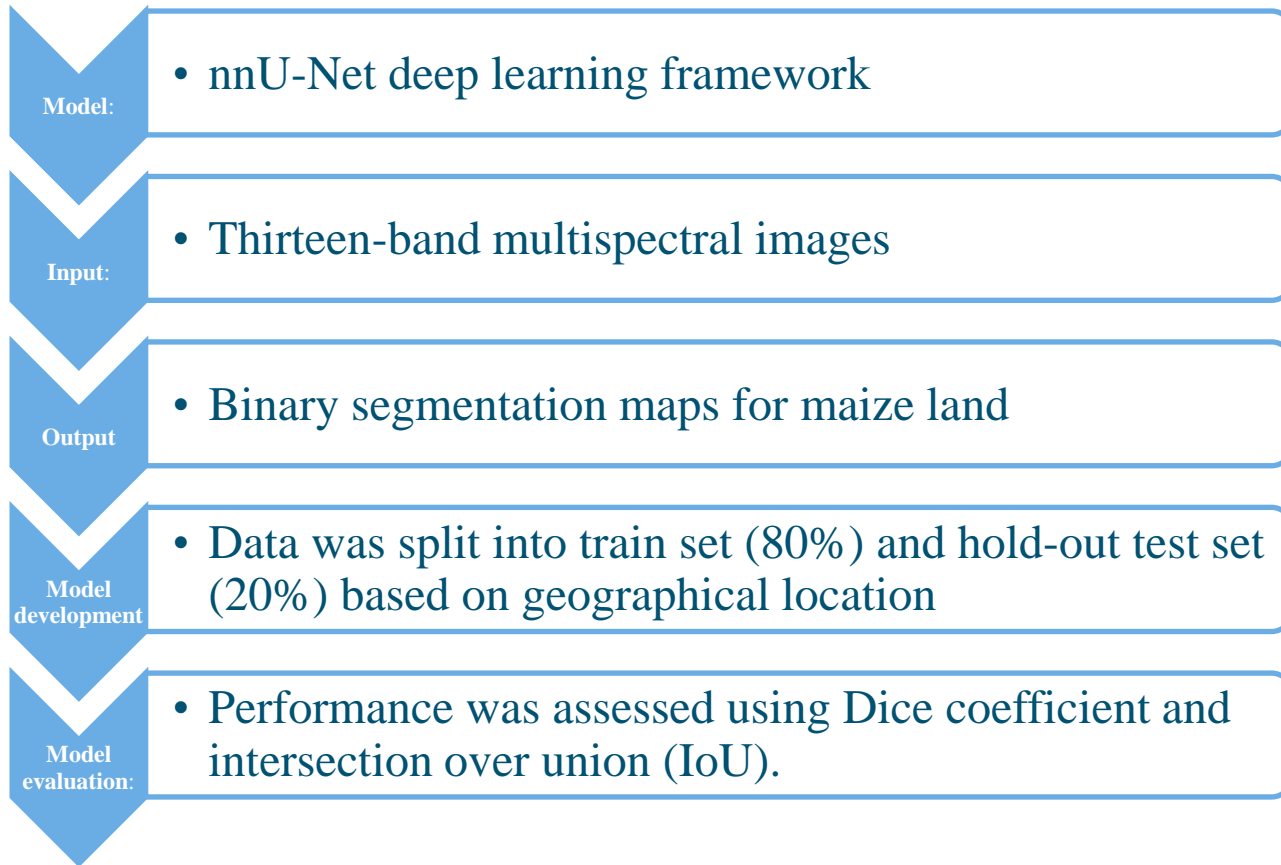 Model:
• nnU-Net deep learning framework
Input:
• Thirteen-band multispectral images
Output
• Binary segmentation maps for maize land
Model
development
• Data was split into train set (80%) and hold-out test set
(20%) based on geographical location
Model
evaluation:
• Performance was assessed using Dice coefficient and
intersection over union (IoU).